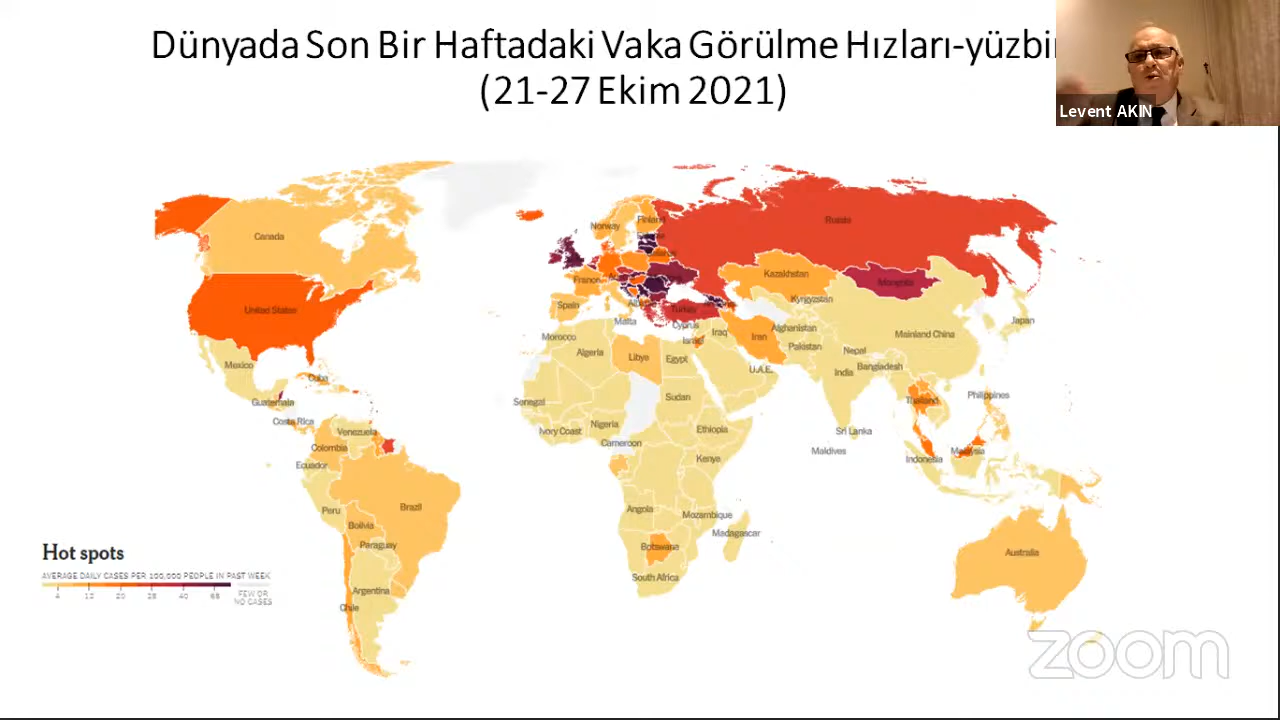 Dünyada Son Bir Haftadaki Vaka Görülme Hızları-yüzbin
(21-27 Ekim 2021)
Levent AKIN
Russia
Finland
Norway
Canada
France
Kazakhstan
Mongolia
Spain
Turkey
Kyrgyzstan
United States
Malta
Cyprus
Japan
Morocco
Israel
Iraq
Iran
Afghanistan
Mainland China
Algeria
Libya
Egypt
Pakistan
Nepal
Mexico
U.A.E.
India
Bangladesh
Cuba
Guatemala
Senegal
Sudan
Thailand
Philippines
Costa Rica
Venezuela
Ivory Coast
Nigeria
Ethiopia
Sri Lanka
Colombia
Cameroon
Maldives
Malaysia
Ecuador
Kenya
Indonesia
Peru
Brazil
Angola
Mozambique
Bolivia
Madagascar
Paraguay
Botswana
Australia
South Africa
Argentina
Chile
Hot spots
AVERAGE DAILY CASES PER 100,000 PEOPLE IN PAST WEEK
4 12 20 28 40 68
FEW OR
NO CASES
zoom